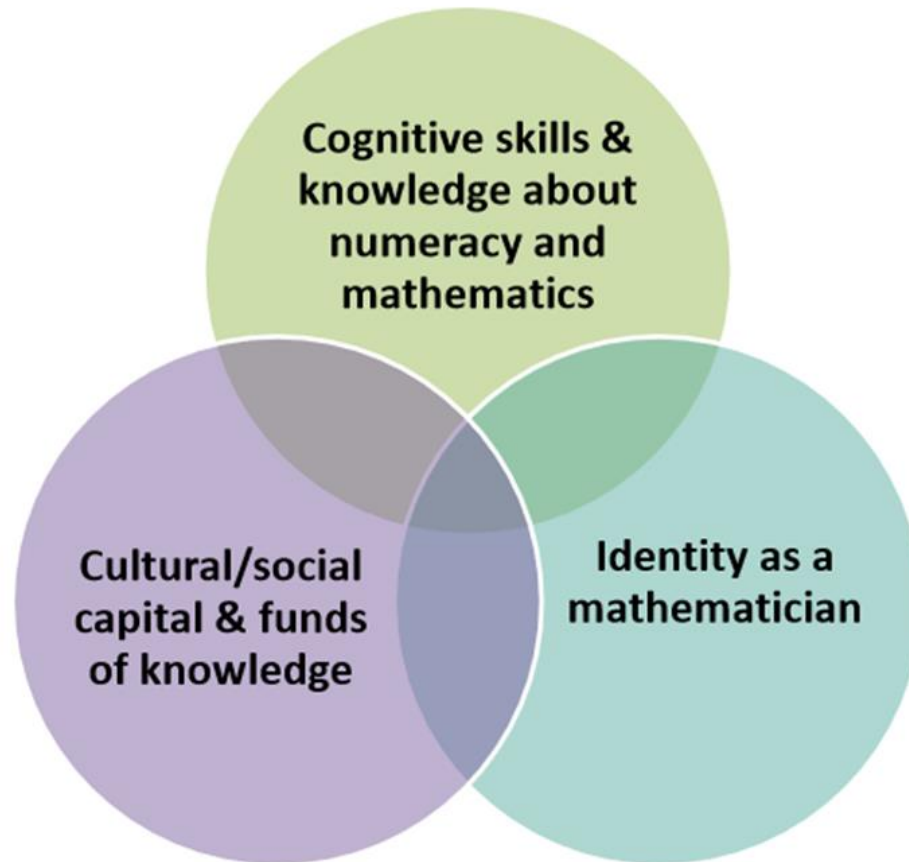 Cognitive skills &
knowledge about
numeracy and
mathematics
Cultural/social
capital & funds
of knowledge
Identity as a
mathematician